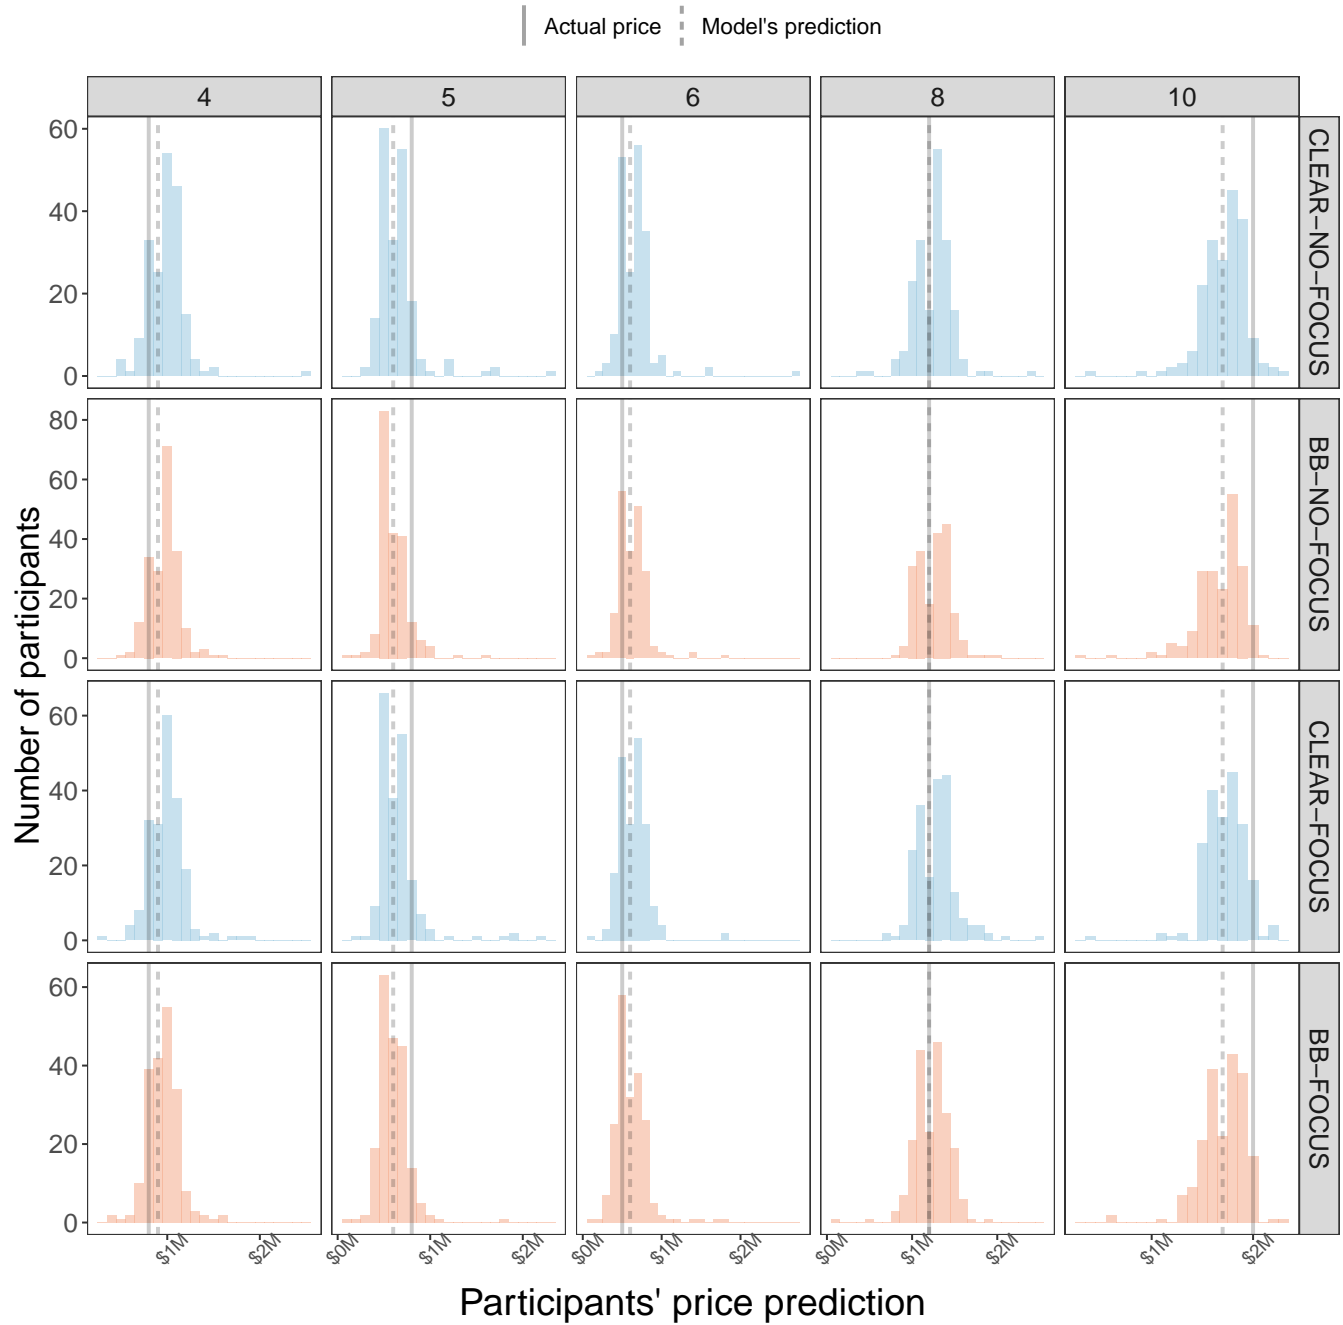 Actual price Model's prediction
4 5 6 8 10
Number of participants
60
40
20
0
CLEAR−NO−FOCUS
80
60
40
20
0
BB−NO−FOCUS
60
40
20
0
CLEAR−FOCUS
60
40
20
0
BB−FOCUS
$1M $2M $0M $1M $2M $0M $1M $2M $0M $1M $2M $1M $2M
Participants' price prediction